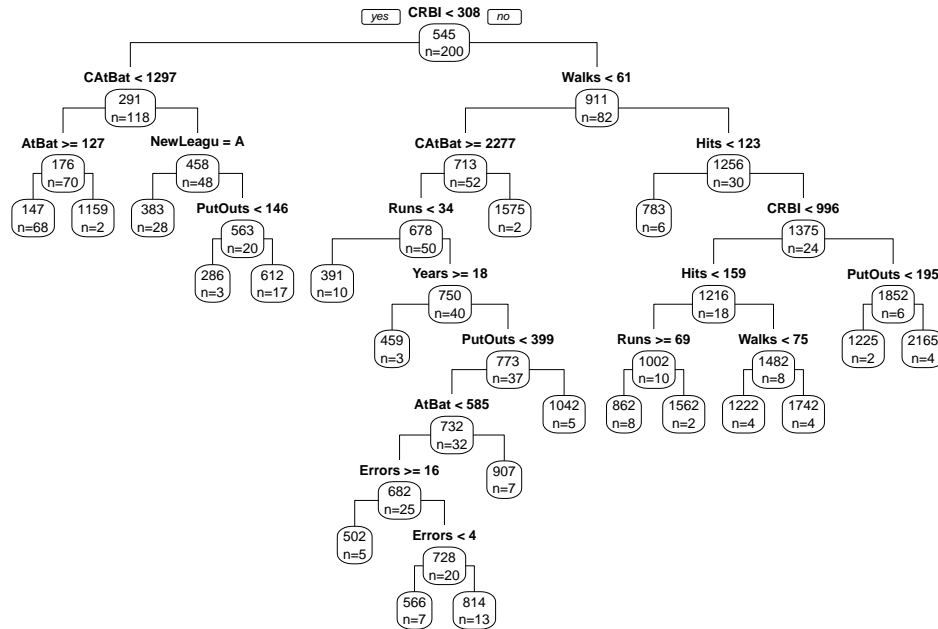 yes CRBI < 308 no
545
n=200
CAtBat < 1297
Walks < 61
291
n=118
911
n=82
AtBat >= 127
NewLeagu = A
CAtBat >= 2277
Hits < 123
176
n=70
458
n=48
713
n=52
1256
n=30
147
n=68
1159
n=2
383
n=28
PutOuts < 146
Runs < 34
1575
n=2
783
n=6
CRBI < 996
563
n=20
678
n=50
1375
n=24
286
n=3
612
n=17
391
n=10
Years >= 18
Hits < 159
PutOuts < 195
750
n=40
1216
n=18
1852
n=6
459
n=3
PutOuts < 399
Runs >= 69
Walks < 75
1225
n=2
2165
n=4
773
n=37
1002
n=10
1482
n=8
AtBat < 585
1042
n=5
862
n=8
1562
n=2
1222
n=4
1742
n=4
732
n=32
Errors >= 16
907
n=7
682
n=25
502
n=5
Errors < 4
728
n=20
566
n=7
814
n=13